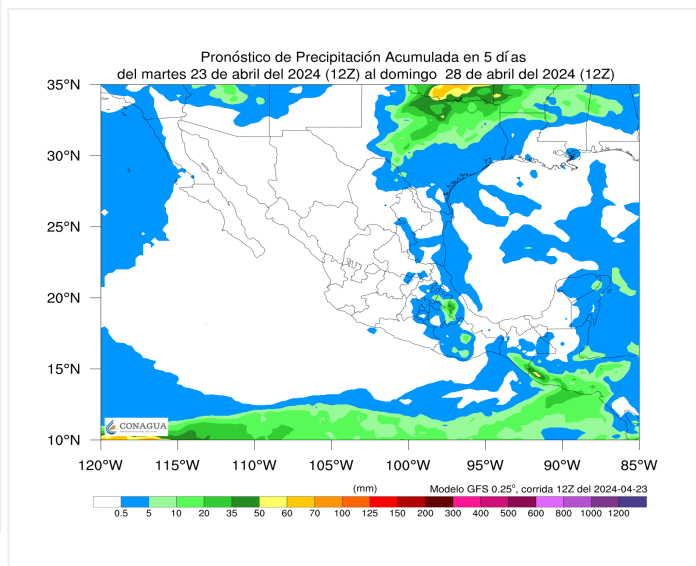 Pronóstico de Precipitación Acumulada en 5 días
del martes 23 de abril del 2024 (12Z) al domingo 28 de abril del 2024 (12Z)
35°N
30°N
25°N
20°N
15°N
10°N
CONAGUA
120°W 115°W 110°W 105°W 100°W 95°W 90°W 85°W
(mm) Modelo GFS 0.25°, corrida 12Z del 2024-04-23
0.5 5 10 20 35 50 60 70 100 125 150 200 300 400 500 600 800 1000 1200